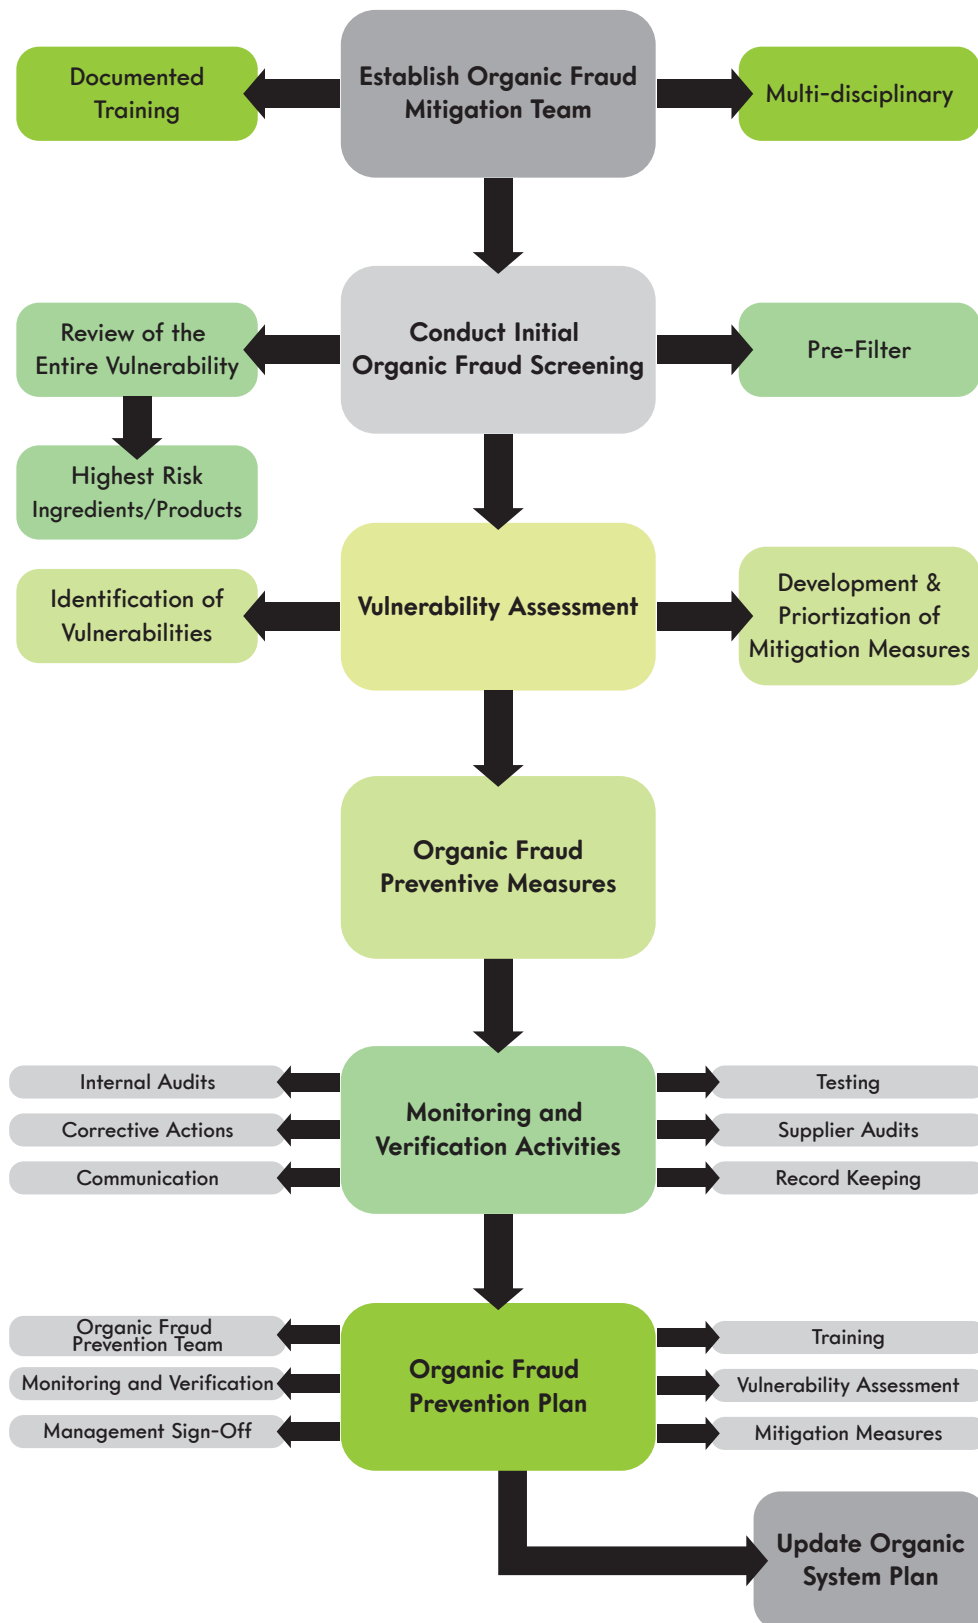 Documented
Training
Establish Organic Fraud
Mitigation Team
Multi-disciplinary
Review of the
Entire Vulnerability
Conduct Initial
Organic Fraud Screening
Pre-Filter
Highest Risk
Ingredients/Products
Identification of
Vulnerabilities
Vulnerability Assessment
Development &
Priortization of
Mitigation Measures
Organic Fraud
Preventive Measures
Internal Audits
Corrective Actions
Communication
Monitoring and
Verification Activities
Testing
Supplier Audits
Record Keeping
Organic Fraud
Prevention Team
Monitoring and Verification
Management Sign-Off
Organic Fraud
Prevention Plan
Training
Vulnerability Assessment
Mitigation Measures
Update Organic
System Plan